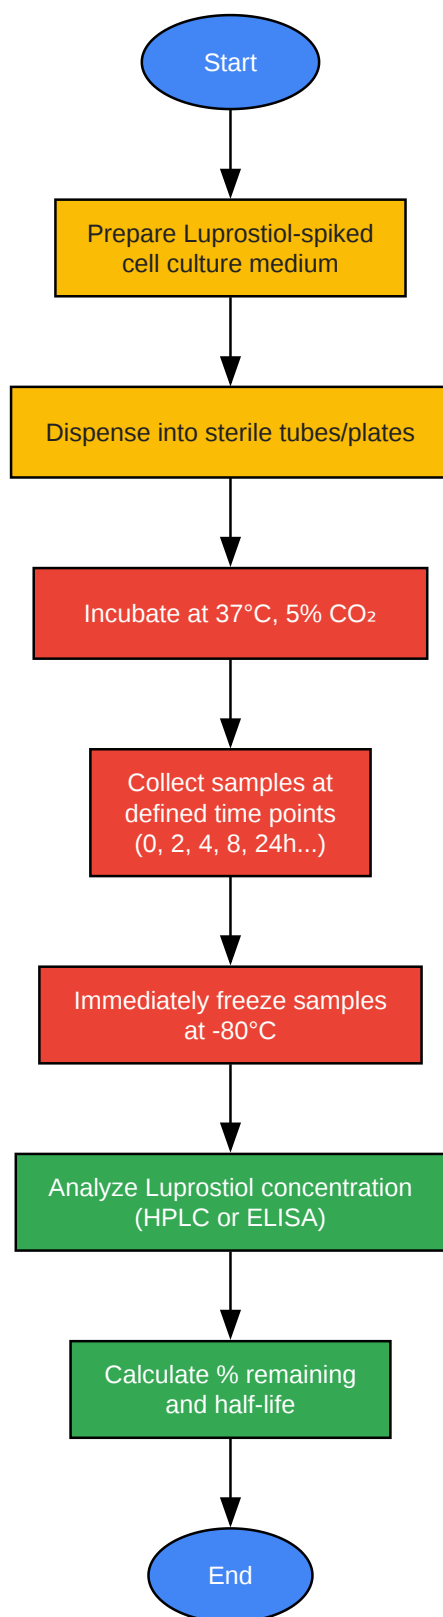 Start
Prepare Luprostiol-spiked
cell culture medium
Dispense into sterile tubes/plates
Incubate at 37°C, 5% CO₂
Collect samples at
defined time points
(0, 2, 4, 8, 24h...)
Immediately freeze samples
at -80°C
Analyze Luprostiol concentration
(HPLC or ELISA)
Calculate % remaining
and half-life
End